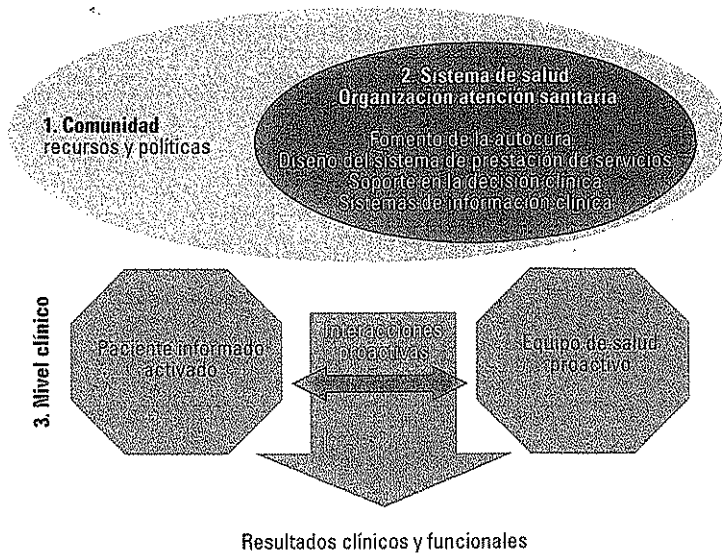 2. Sistema de salud
Organización atención sanitaria
1. Comunidad
recursos y políticas
Fomento de la autocura
Diseño del sistema de prestación de servicios
Soporte en la decisión clínica
Sistemas de información clínica
3. Nivel clínico
Paciente informado
activado
Interacciones
proactivas
Equipo de salud
proactivo
Resultados clínicos y funcionales